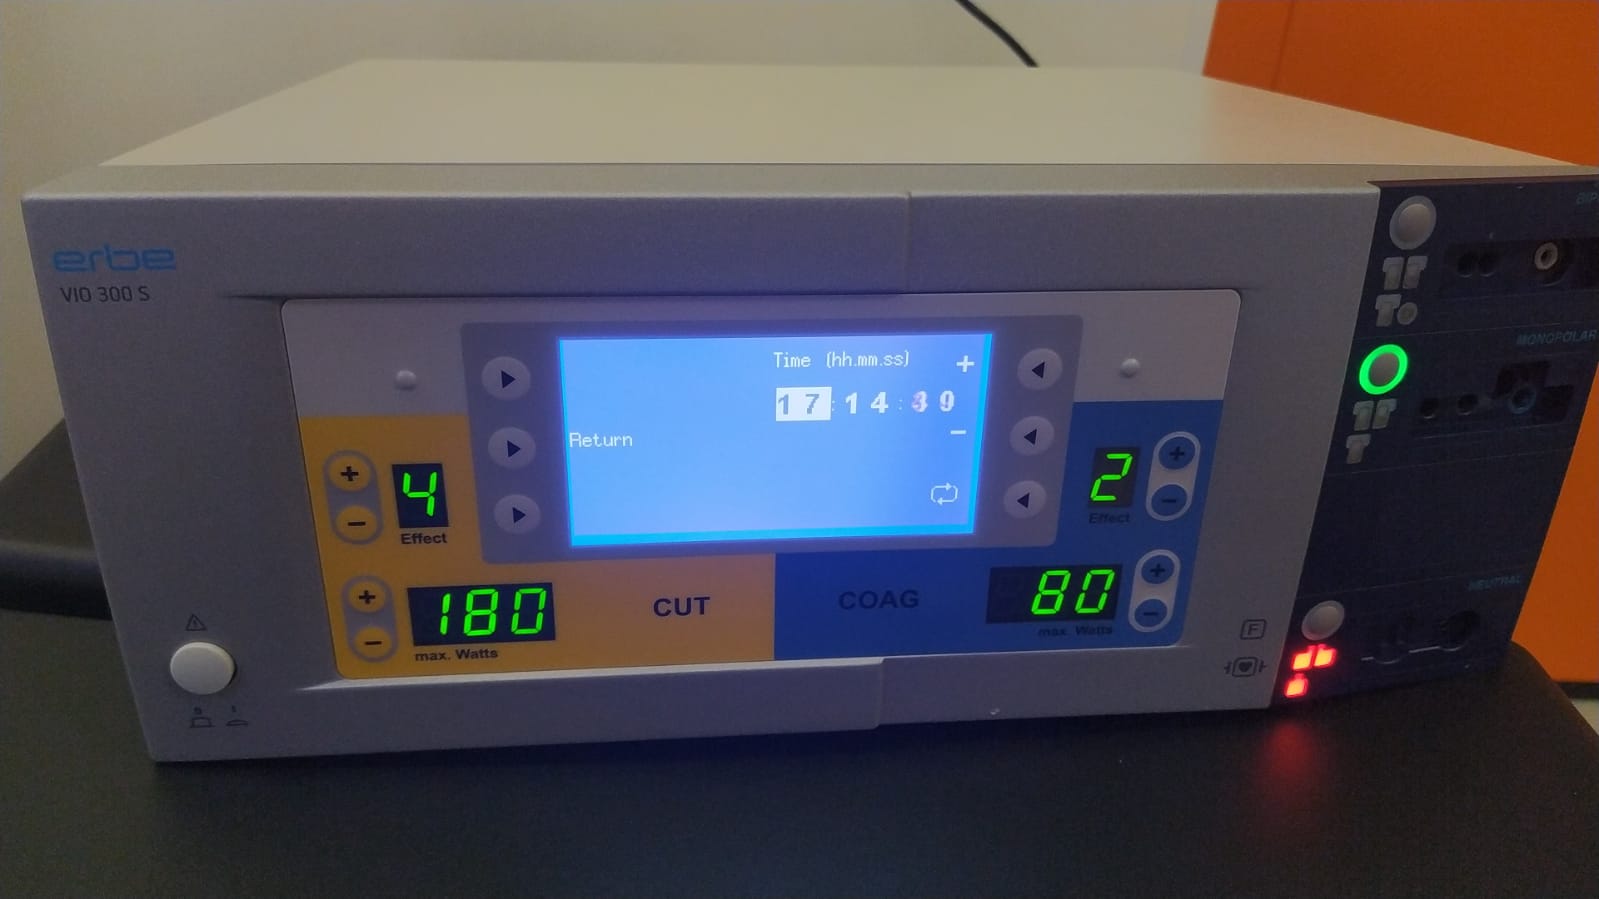 erbe
VIO 300 S
Time (hh.mm.ss) +
17:14:
Return
−
4
Effect
2
Effect
180
max. Watts
CUT
COAG
80
max. Watts
F
MONOPOLAR
NEUTRAL